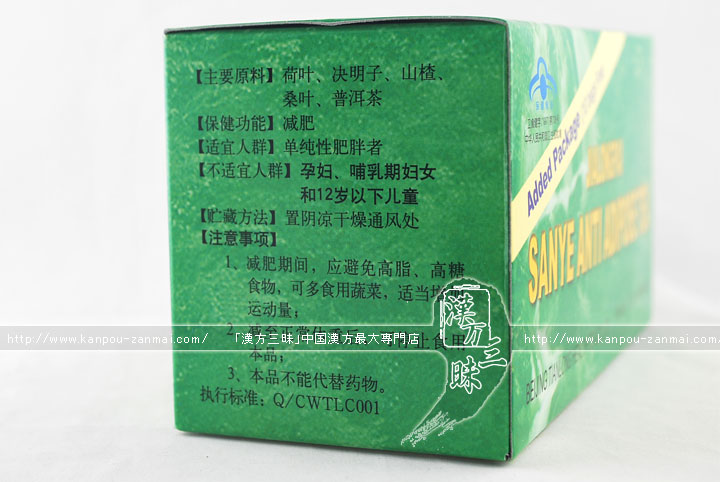 【主要原料】荷叶、决明子、山楂、
桑叶、普洱茶
【保健功能】减肥
【适宜人群】单纯性肥胖者
【不适宜人群】孕妇、哺乳期妇女
和12岁以下儿童
【贮藏方法】置阴凉干燥通风处
【注意事项】
1、减肥期间，应避免高脂、高糖
食物，可多食用蔬菜，适当增
运动量；
2、
食用
本品；
3、本品不能代替药物。
执行标准：Q/CWTLC001
Added Package
SANYE ANTI ADIPOSE
http://www.kanpou-zanmai.com/
「漢方三昧」中国漢方最大専門店
http://www.kanpou-zanmai.com/
漢方三昧